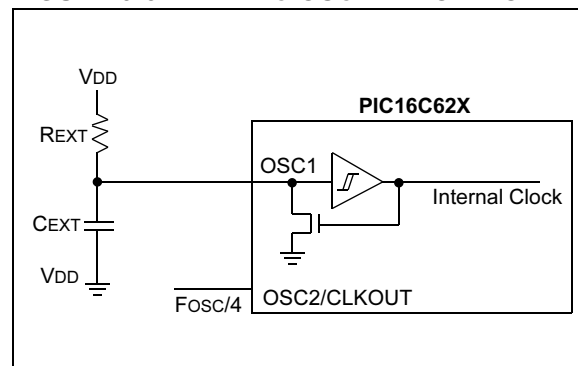 VDD
PIC16C62X
REXT
OSC1
Internal Clock
CEXT
VDD
FOSC/4
OSC2/CLKOUT